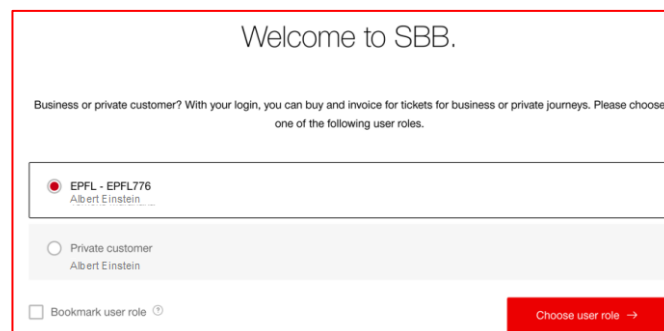 Welcome to SBB.
Business or private customer? With your login, you can buy and invoice for tickets for business or private journeys. Please choose
one of the following user roles.
EPFL - EPFL776
Albert Einstein
Private customer
Albert Einstein
Bookmark user role ?
Choose user role →